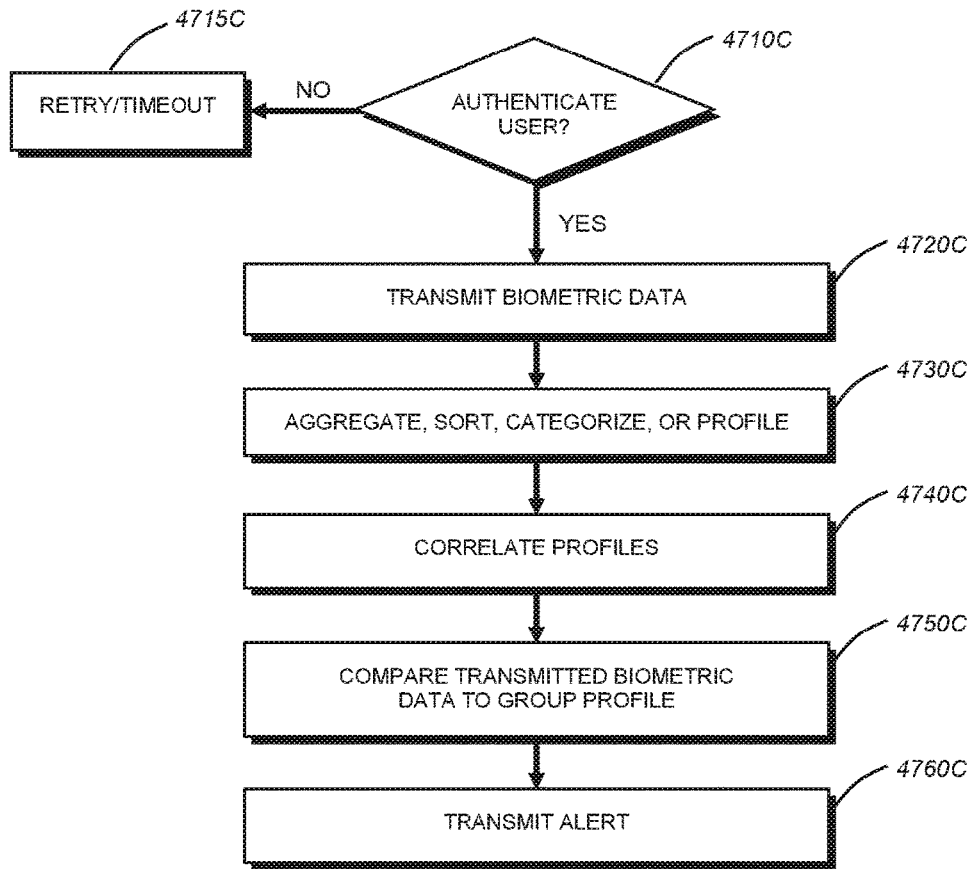 4715C
4710C
RETRY/TIMEOUT
NO
AUTHENTICATE
USER?
YES
4720C
TRANSMIT BIOMETRIC DATA
4730C
AGGREGATE, SORT, CATEGORIZE, OR PROFILE
4740C
CORRELATE PROFILES
4750C
COMPARE TRANSMITTED BIOMETRIC
DATA TO GROUP PROFILE
4760C
TRANSMIT ALERT